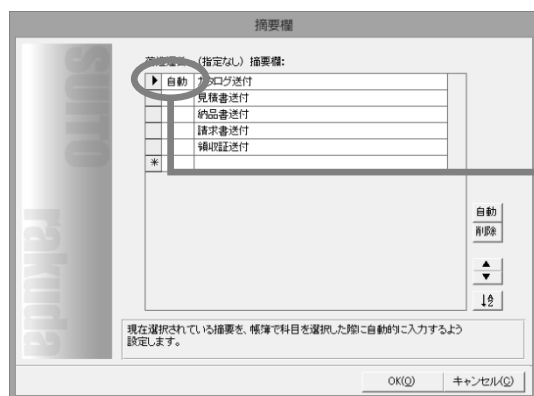 摘要欄
SUITO
rakuda
(指定なし) 摘要欄:
自動 カタログ送付
見積書送付
納品書送付
請求書送付
領収証送付
*
自動
削除
▲
▼
現在選択されている摘要を、帳簿で科目を選択した際に自動的に入力するよう
設定します。
OK(O) キャンセル(C)